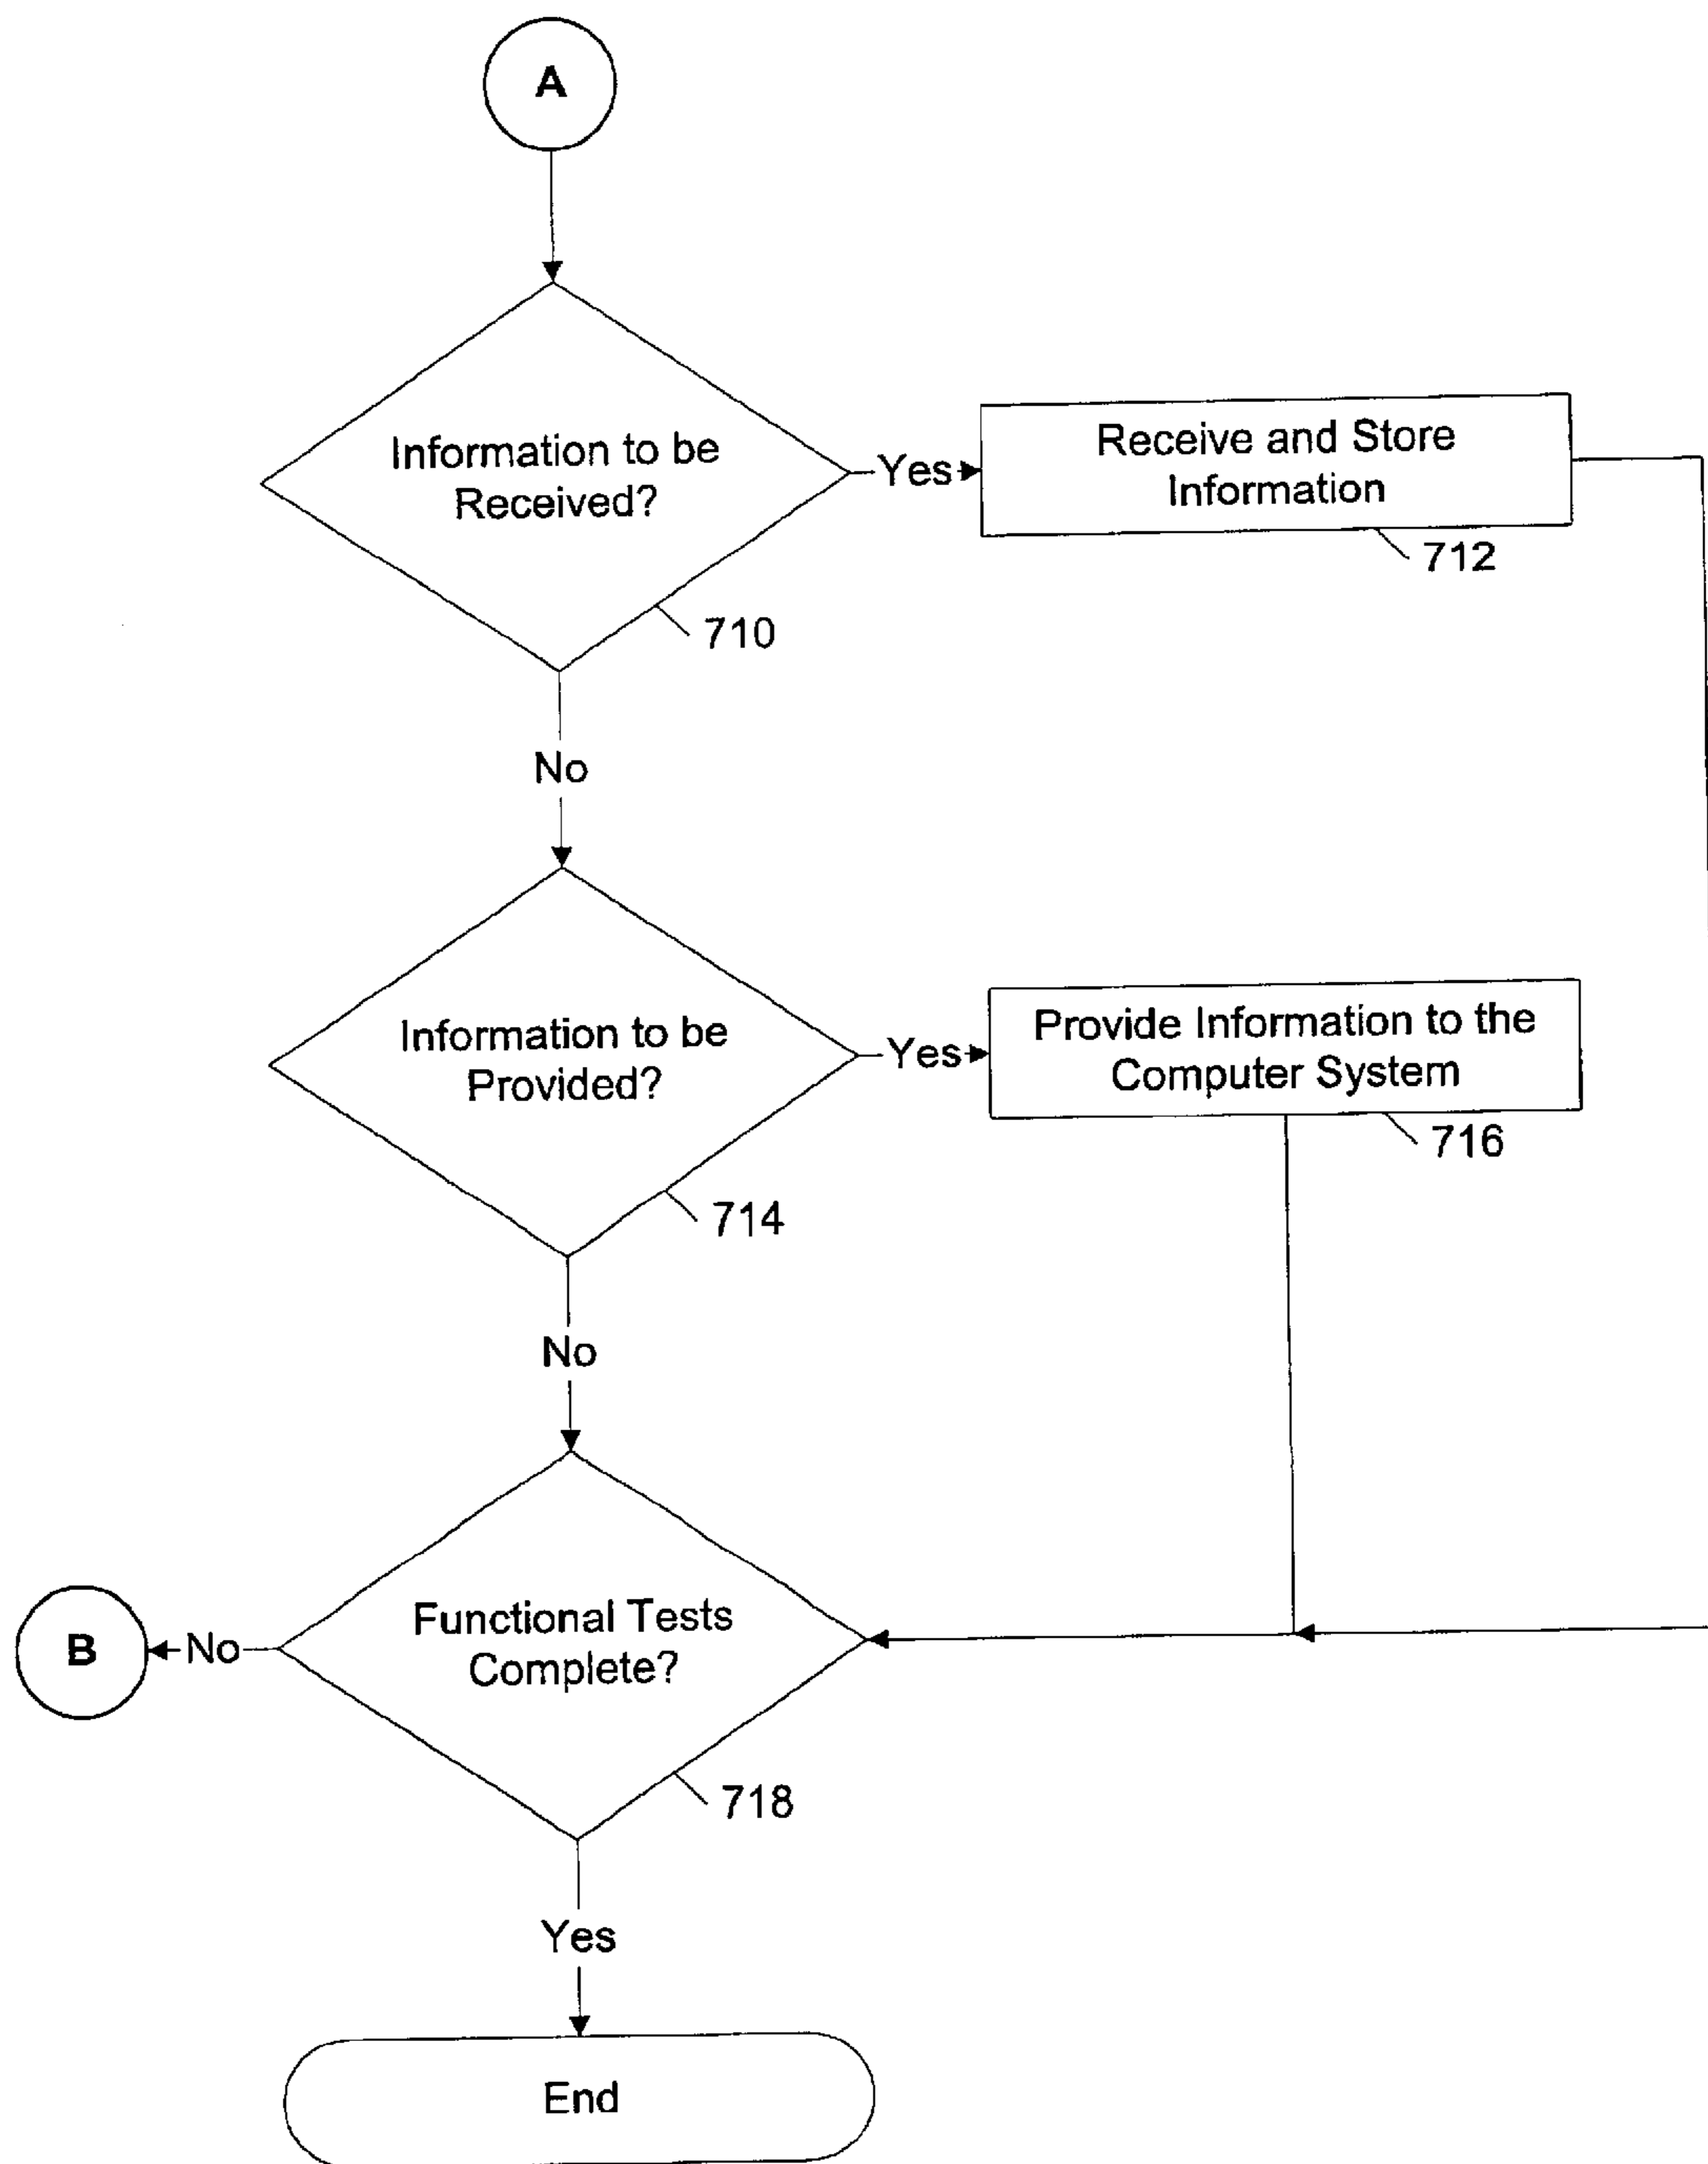 A
Information to be
Received?
Yes
Receive and Store
Information
712
710
No
Information to be
Provided?
Yes
Provide Information to the
Computer System
716
714
No
Functional Tests
Complete?
B
No
718
Yes
End